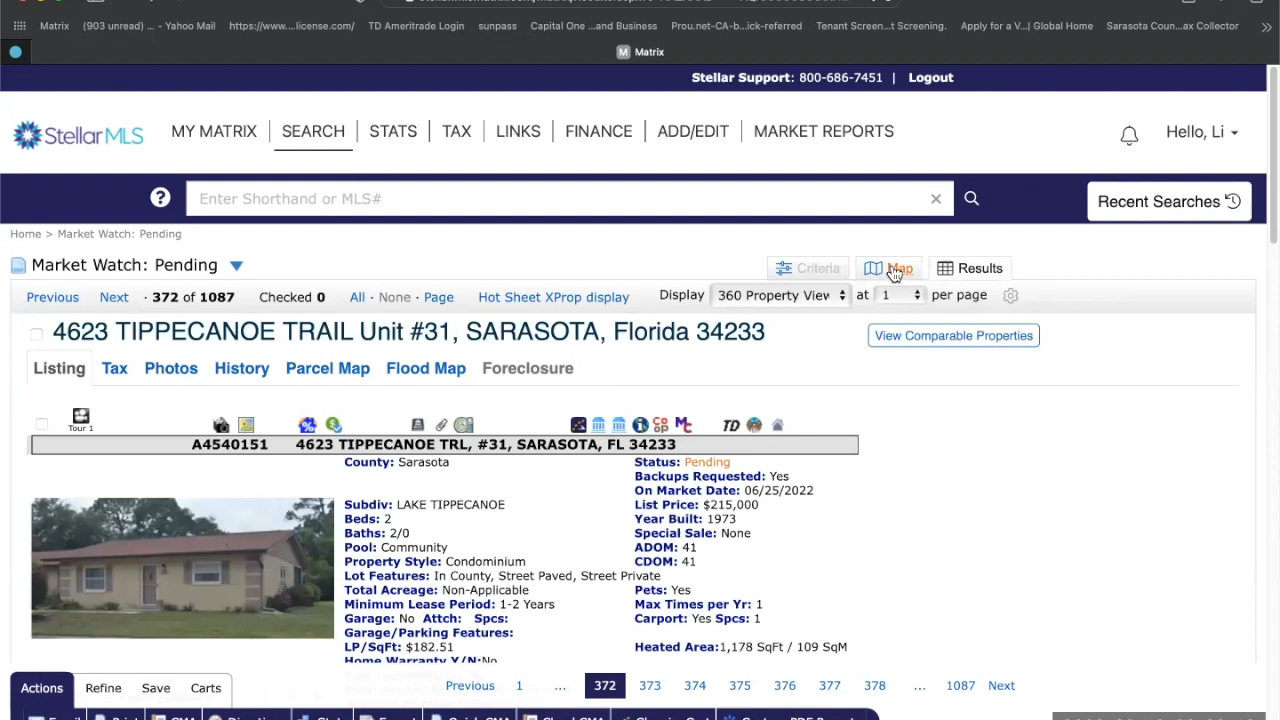 Matrix (903 unread) ... - Yahoo Mail https://www....license.com/ TD Ameritrade Login sunpass Capital One ...and Business Prou.net-CA-b...ick-referred Tenant Screen...t Screening. Apply for a V...| Global Home Sarasota Coun...ax Collector
M Matrix
Stellar Support: 800-686-7451 | Logout
StellarMLS MY MATRIX SEARCH STATS TAX LINKS FINANCE ADD/EDIT MARKET REPORTS Hello, Li
? Enter Shorthand or MLS# Recent Searches
Home > Market Watch: Pending
Market Watch: Pending Criteria Map Results
Previous Next · 372 of 1087 Checked 0 All · None · Page Hot Sheet XProp display Display 360 Property View at 1 per page
4623 TIPPECANOE TRAIL Unit #31, SARASOTA, Florida 34233 View Comparable Properties
Listing Tax Photos History Parcel Map Flood Map Foreclosure
Tour 1 CO OP MC TD
A4540151 4623 TIPPECANOE TRL, #31, SARASOTA, FL 34233
County: Sarasota Status: Pending
Backups Requested: Yes
On Market Date: 06/25/2022
Subdiv: LAKE TIPPECANOE List Price: $215,000
Beds: 2 Year Built: 1973
Baths: 2/0 Special Sale: None
Pool: Community ADOM: 41
Property Style: Condominium CDOM: 41
Lot Features: In County, Street Paved, Street Private
Total Acreage: Non-Applicable Pets: Yes
Minimum Lease Period: 1-2 Years Max Times per Yr: 1
Garage: No Attch: Spcs: Carport: Yes Spcs: 1
Garage/Parking Features:
LP/SqFt: $182.51 Heated Area:1,178 SqFt / 109 SqM
Home Warranty Y/N:No
Actions Refine Save Carts Previous 1 ... 372 373 374 375 376 377 378 ... 1087 Next